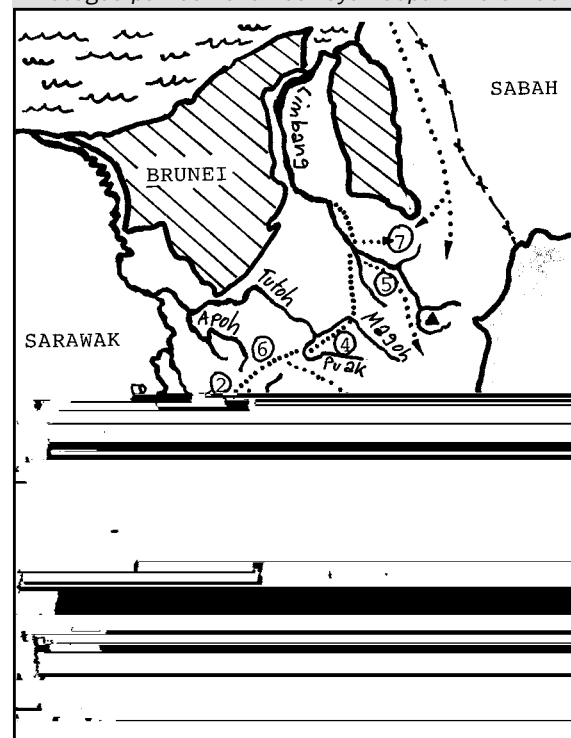 SABAH
Limbang
BRUNEI
7
5
Tutoh
Apoh
Magoh
SARAWAK
6
4
Puak
2